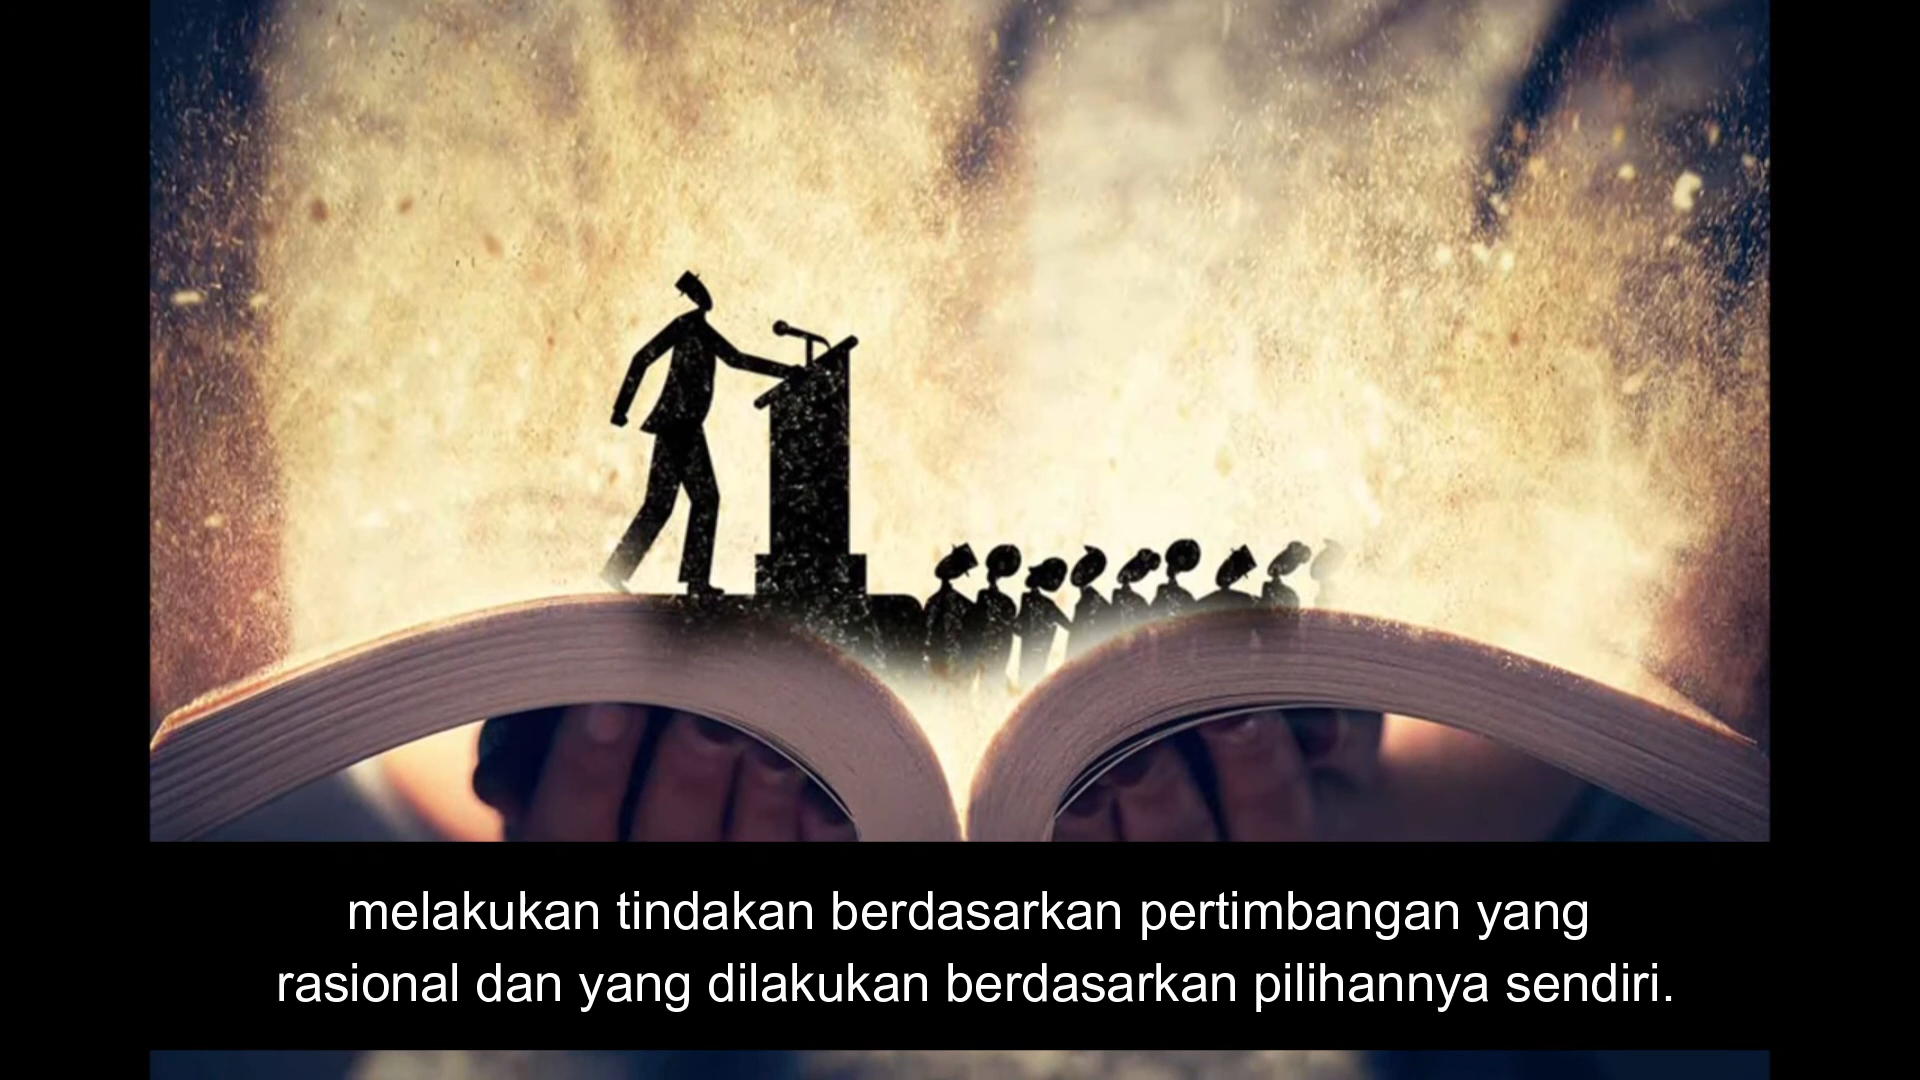 melakukan tindakan berdasarkan pertimbangan yang
rasional dan yang dilakukan berdasarkan pilihannya sendiri.